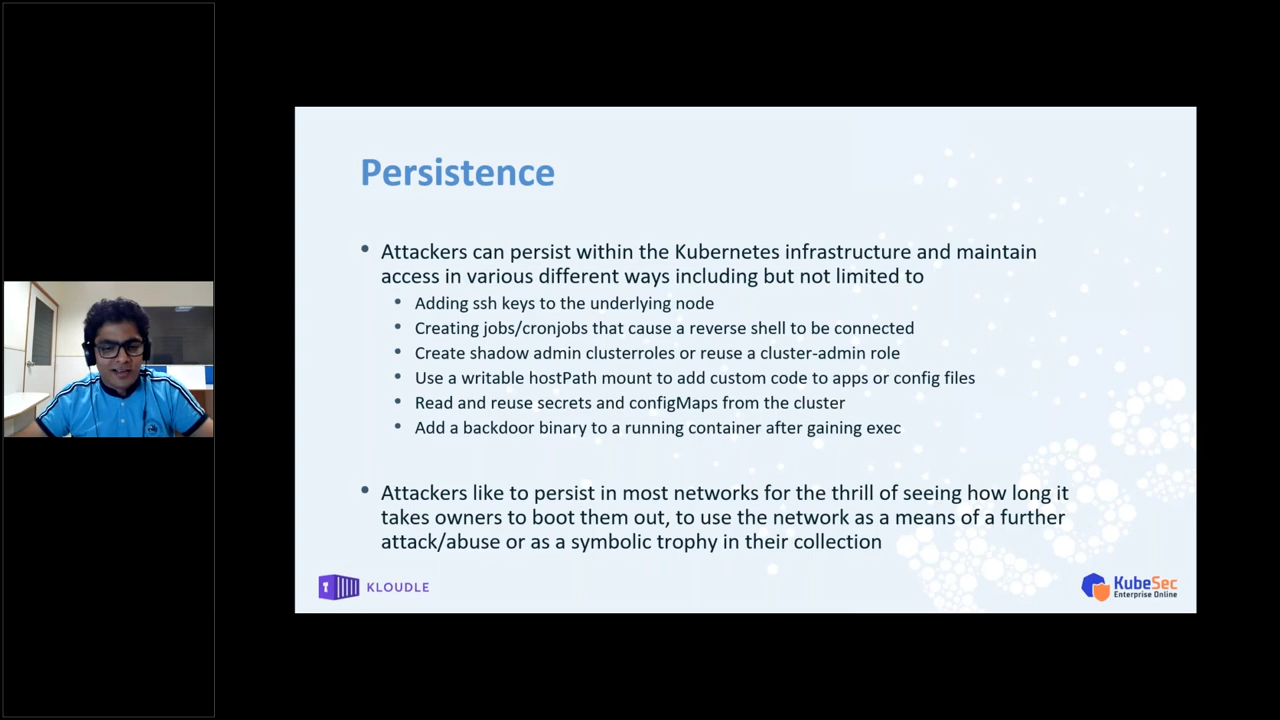 Persistence
• Attackers can persist within the Kubernetes infrastructure and maintain
access in various different ways including but not limited to
• Adding ssh keys to the underlying node
• Creating jobs/cronjobs that cause a reverse shell to be connected
• Create shadow admin clusterroles or reuse a cluster-admin role
• Use a writable hostPath mount to add custom code to apps or config files
• Read and reuse secrets and configMaps from the cluster
• Add a backdoor binary to a running container after gaining exec
• Attackers like to persist in most networks for the thrill of seeing how long it
takes owners to boot them out, to use the network as a means of a further
attack/abuse or as a symbolic trophy in their collection
KLOUDLE
KubeSec
Enterprise Online